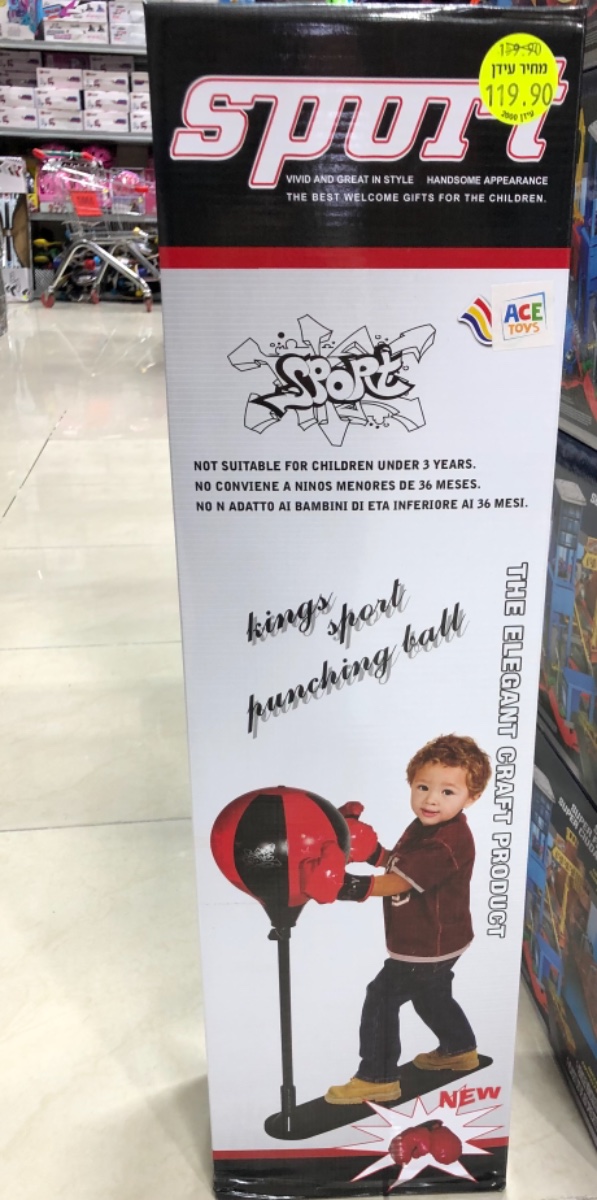 159.90
מחיר עידן
119.90
עידן 2000
sport
VIVID AND GREAT IN STYLE HANDSOME APPEARANCE
THE BEST WELCOME GIFTS FOR THE CHILDREN.
ACE
TOYS
SPORT
NOT SUITABLE FOR CHILDREN UNDER 3 YEARS.
NO CONVIENE A NINOS MENORES DE 36 MESES.
NO N ADATTO AI BAMBINI DI ETA INFERIORE AI 36 MESI.
kings sport
punching ball
THE ELEGANT CRAFT PRODUCT
NEW